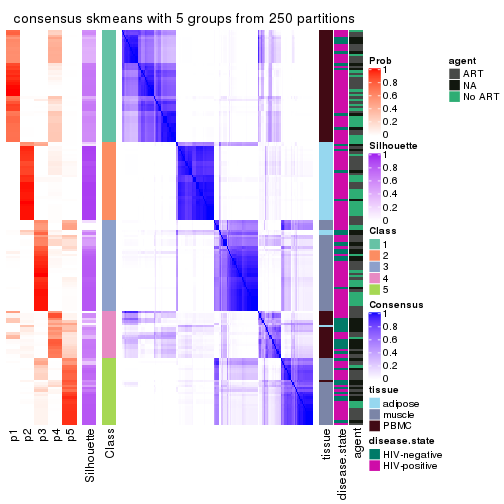 consensus skmeans with 5 groups from 250 partitions
Prob
1
0.8
0.6
0.4
0.2
0
agent
ART
NA
No ART
Silhouette
1
0.8
0.6
0.4
0.2
0
Class
1
2
3
4
5
Consensus
1
0.8
0.6
0.4
0.2
0
tissue
adipose
muscle
PBMC
disease.state
HIV-negative
HIV-positive
p1
p2
p3
p4
p5
Silhouette
Class
tissue
disease.state
agent